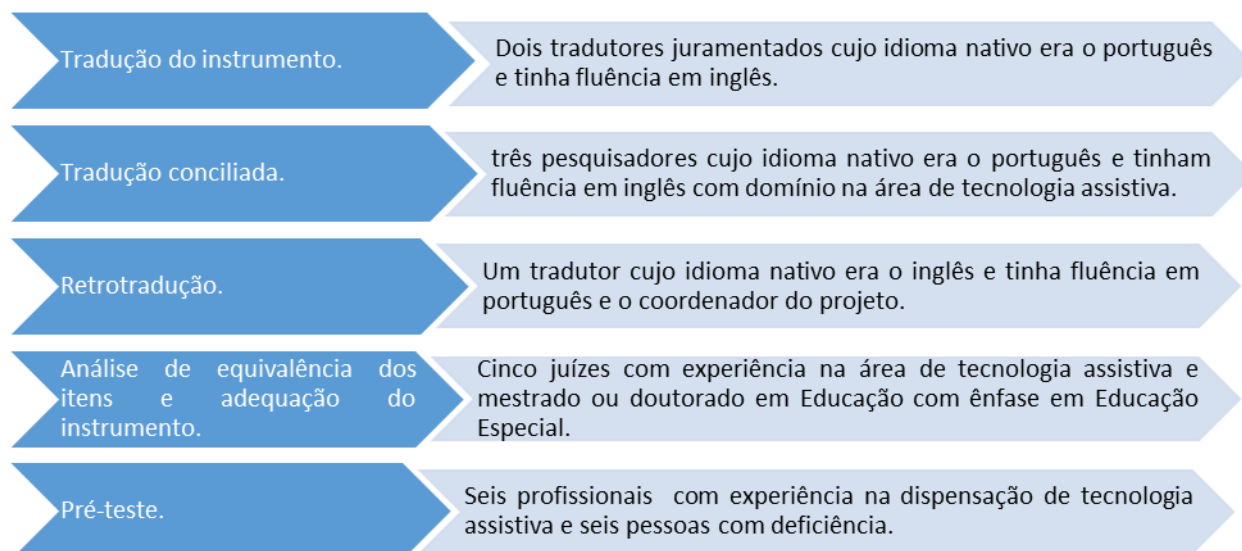 Tradução do instrumento.
Dois tradutores juramentados cujo idioma nativo era o português
e tinha fluência em inglês.
Tradução conciliada.
três pesquisadores cujo idioma nativo era o português e tinham
fluência em inglês com domínio na área de tecnologia assistiva.
Retrotradução.
Um tradutor cujo idioma nativo era o inglês e tinha fluência em
português e o coordenador do projeto.
Análise de equivalência dos
itens e adequação do
instrumento.
Cinco juízes com experiência na área de tecnologia assistiva e
mestrado ou doutorado em Educação com ênfase em Educação
Especial.
Pré-teste.
Seis profissionais com experiência na dispensação de tecnologia
assistiva e seis pessoas com deficiência.